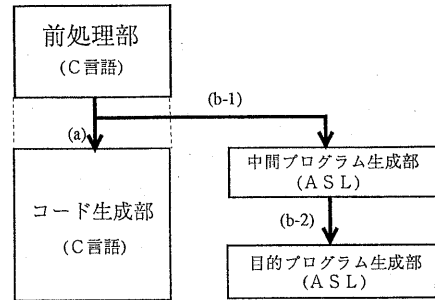 前処理部
(C言語)
(b-1)
(a)
中間プログラム生成部
(ASL)
コード生成部
(C言語)
(b-2)
目的プログラム生成部
(ASL)